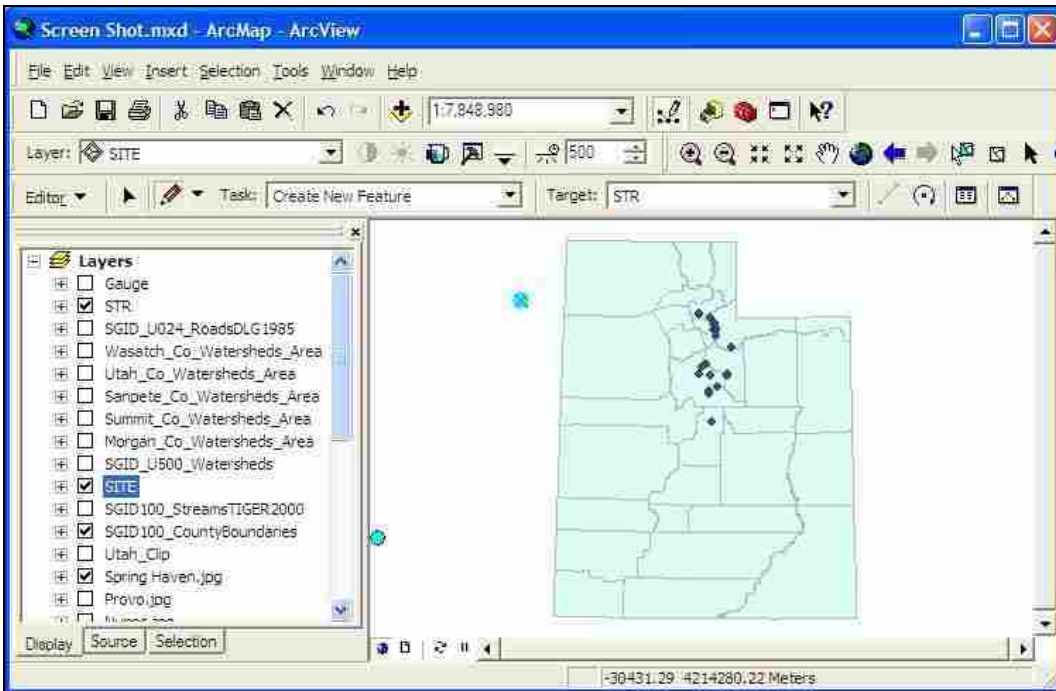 Screen Shot.mxd - ArcMap - ArcView
File Edit View Insert Selection Tools Window Help
1:7,848,980
Layer: SITE 500
Editor Task: Create New Feature Target: STR
Layers
Gauge
STR
SGID_U024_RoadsDLG1985
Wasatch_Co_Watersheds_Area
Utah_Co_Watersheds_Area
Sanpete_Co_Watersheds_Area
Summit_Co_Watersheds_Area
Morgan_Co_Watersheds_Area
SGID_U500_Watersheds
SITE
SGID100_StreamsTIGER2000
SGID100_CountyBoundaries
Utah_Clip
Spring Haven.jpg
Provo.jpg
Display Source Selection
-30431.29 4214280.22 Meters